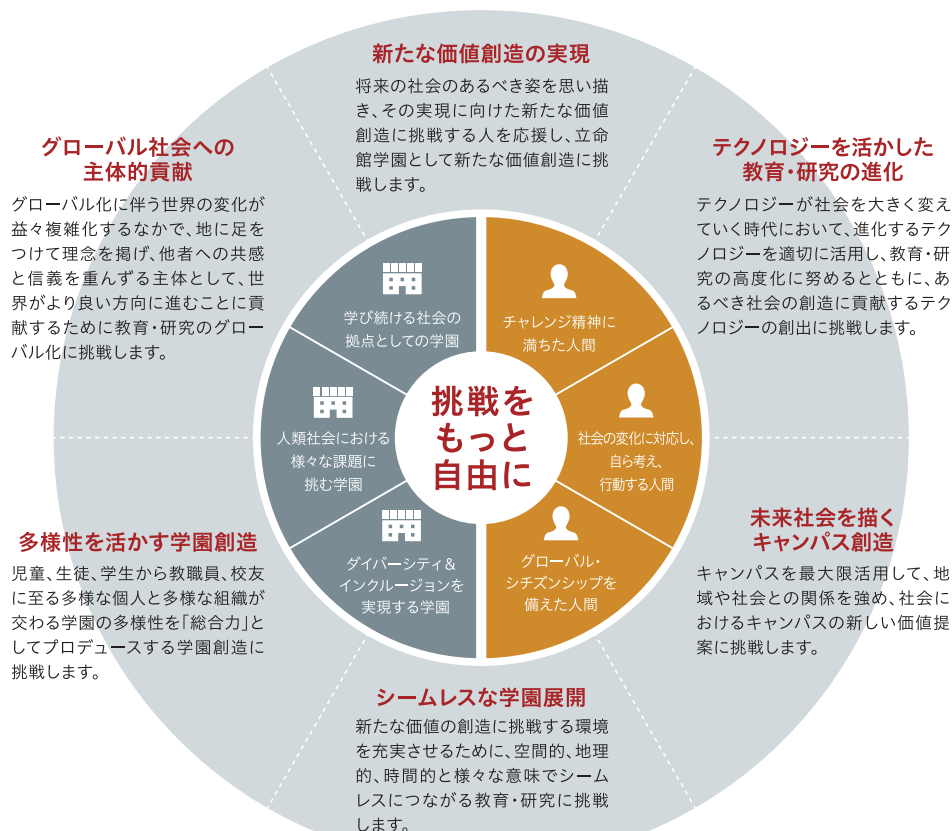 新たな価値創造の実現
将来の社会のあるべき姿を思い描
き、その実現に向けた新たな価値
創造に挑戦する人を応援し、立命
館学園として新たな価値創造に挑
戦します。
グローバル社会への
主体的貢献
グローバル化に伴う世界の変化が
益々複雑化するなかで、地に足を
つけて理念を掲げ、他者への共感
と信義を重んずる主体として、世
界がより良い方向に進むことに貢
献するために教育・研究のグロー
バル化に挑戦します。
テクノロジーを活かした
教育・研究の進化
テクノロジーが社会を大きく変え
ていく時代において、進化するテク
ノロジーを適切に活用し、教育・研
究の高度化に努めるとともに、あ
るべき社会の創造に貢献するテク
ノロジーの創出に挑戦します。
学び続ける社会の
拠点としての学園
チャレンジ精神に
満ちた人間
挑戦を
もっと
自由に
人類社会における
様々な課題に
挑む学園
社会の変化に対応し、
自ら考え、
行動する人間
ダイバーシティ&
インクルージョンを
実現する学園
グローバル・
シチズンシップを
備えた人間
多様性を活かす学園創造
児童、生徒、学生から教職員、校友
に至る多様な個人と多様な組織が
交わる学園の多様性を「総合力」と
してプロデュースする学園創造に
挑戦します。
未来社会を描く
キャンパス創造
キャンパスを最大限活用して、地
域や社会との関係を強め、社会に
おけるキャンパスの新しい価値提
案に挑戦します。
シームレスな学園展開
新たな価値の創造に挑戦する環境
を充実させるために、空間的、地理
的、時間的と様々な意味でシーム
レスにつながる教育・研究に挑戦
します。